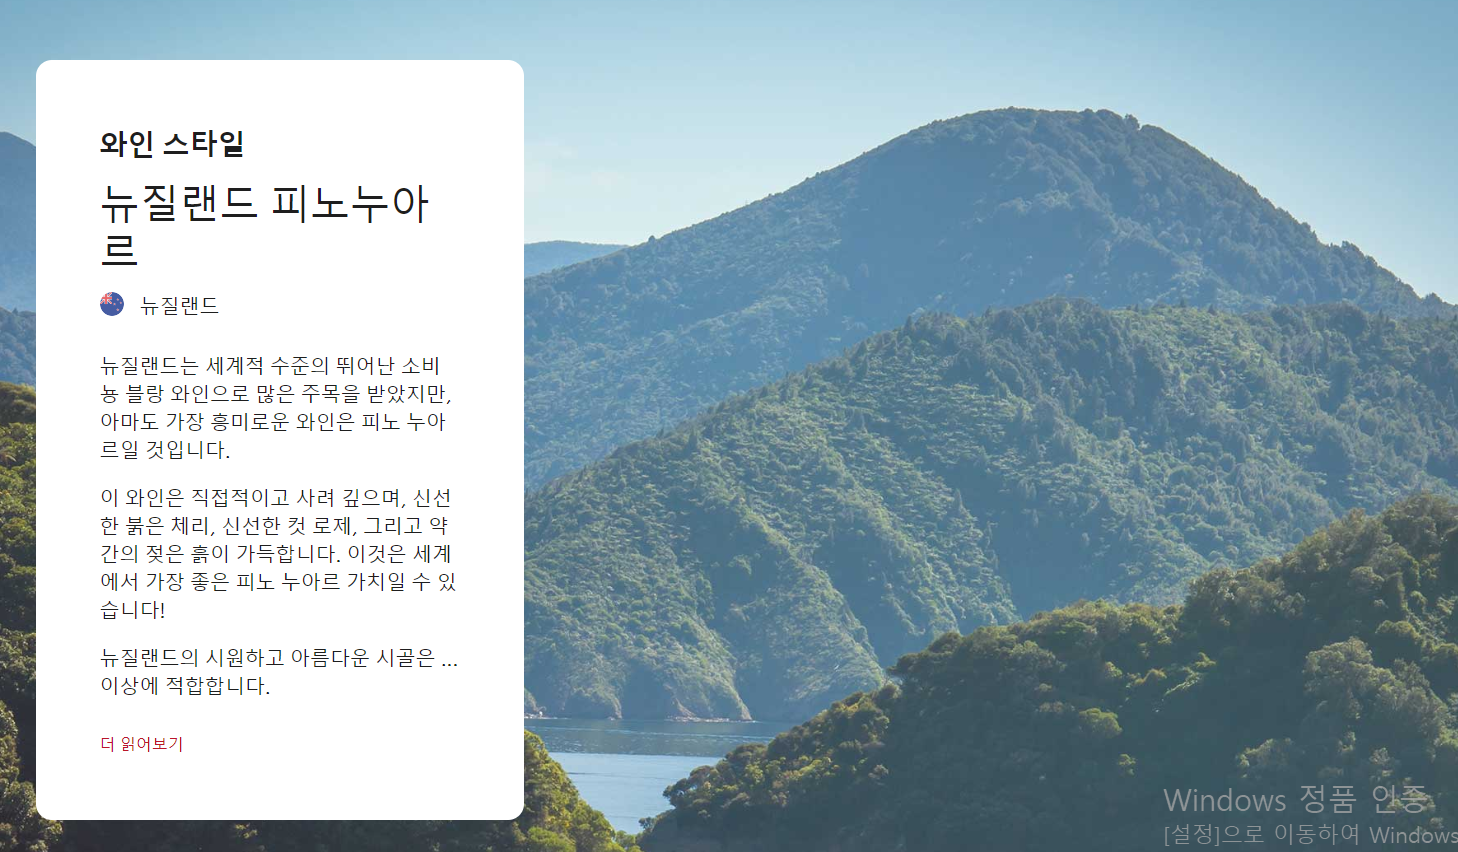 와인 스타일
뉴질랜드 피노누아
르
뉴질랜드
뉴질랜드는 세계적 수준의 뛰어난 소비
뇽 블랑 와인으로 많은 주목을 받았지만,
아마도 가장 흥미로운 와인은 피노 누아
르일 것입니다.
이 와인은 직접적이고 사려 깊으며, 신선
한 붉은 체리, 신선한 컷 로제, 그리고 약
간의 젖은 흙이 가득합니다. 이것은 세계
에서 가장 좋은 피노 누아르 가치일 수 있
습니다!
뉴질랜드의 시원하고 아름다운 시골은 ...
이상에 적합합니다.
더 읽어보기
Windows 정품 인증
[설정]으로 이동하여 Windows